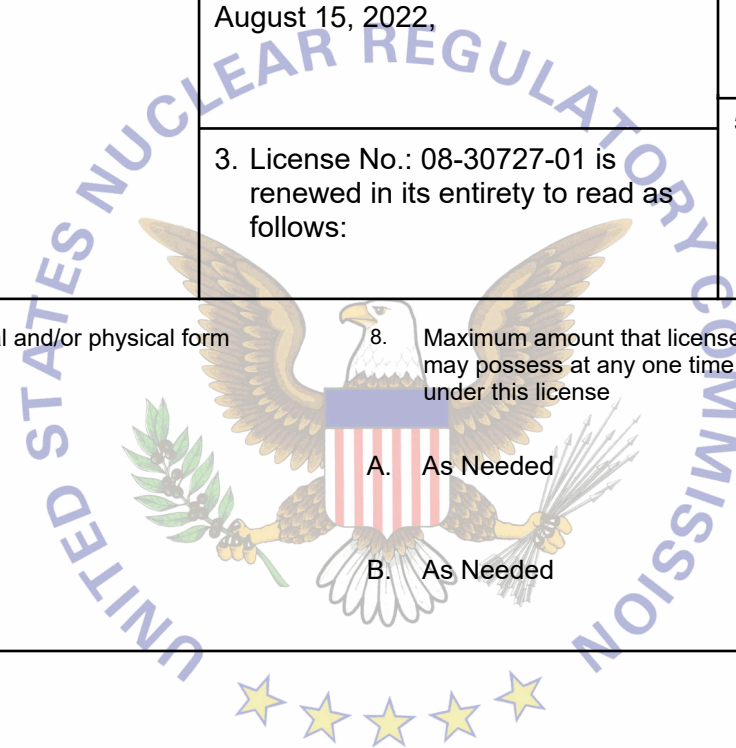 August 15, 2022,
3. License No.: 08-30727-01 is
renewed in its entirety to read as
follows:
l and/or physical form
8. Maximum amount that license
may possess at any one time
under this license
A. As Needed
B. As Needed
UNITED STATES NUCLEAR REGULATORY COMMISSION